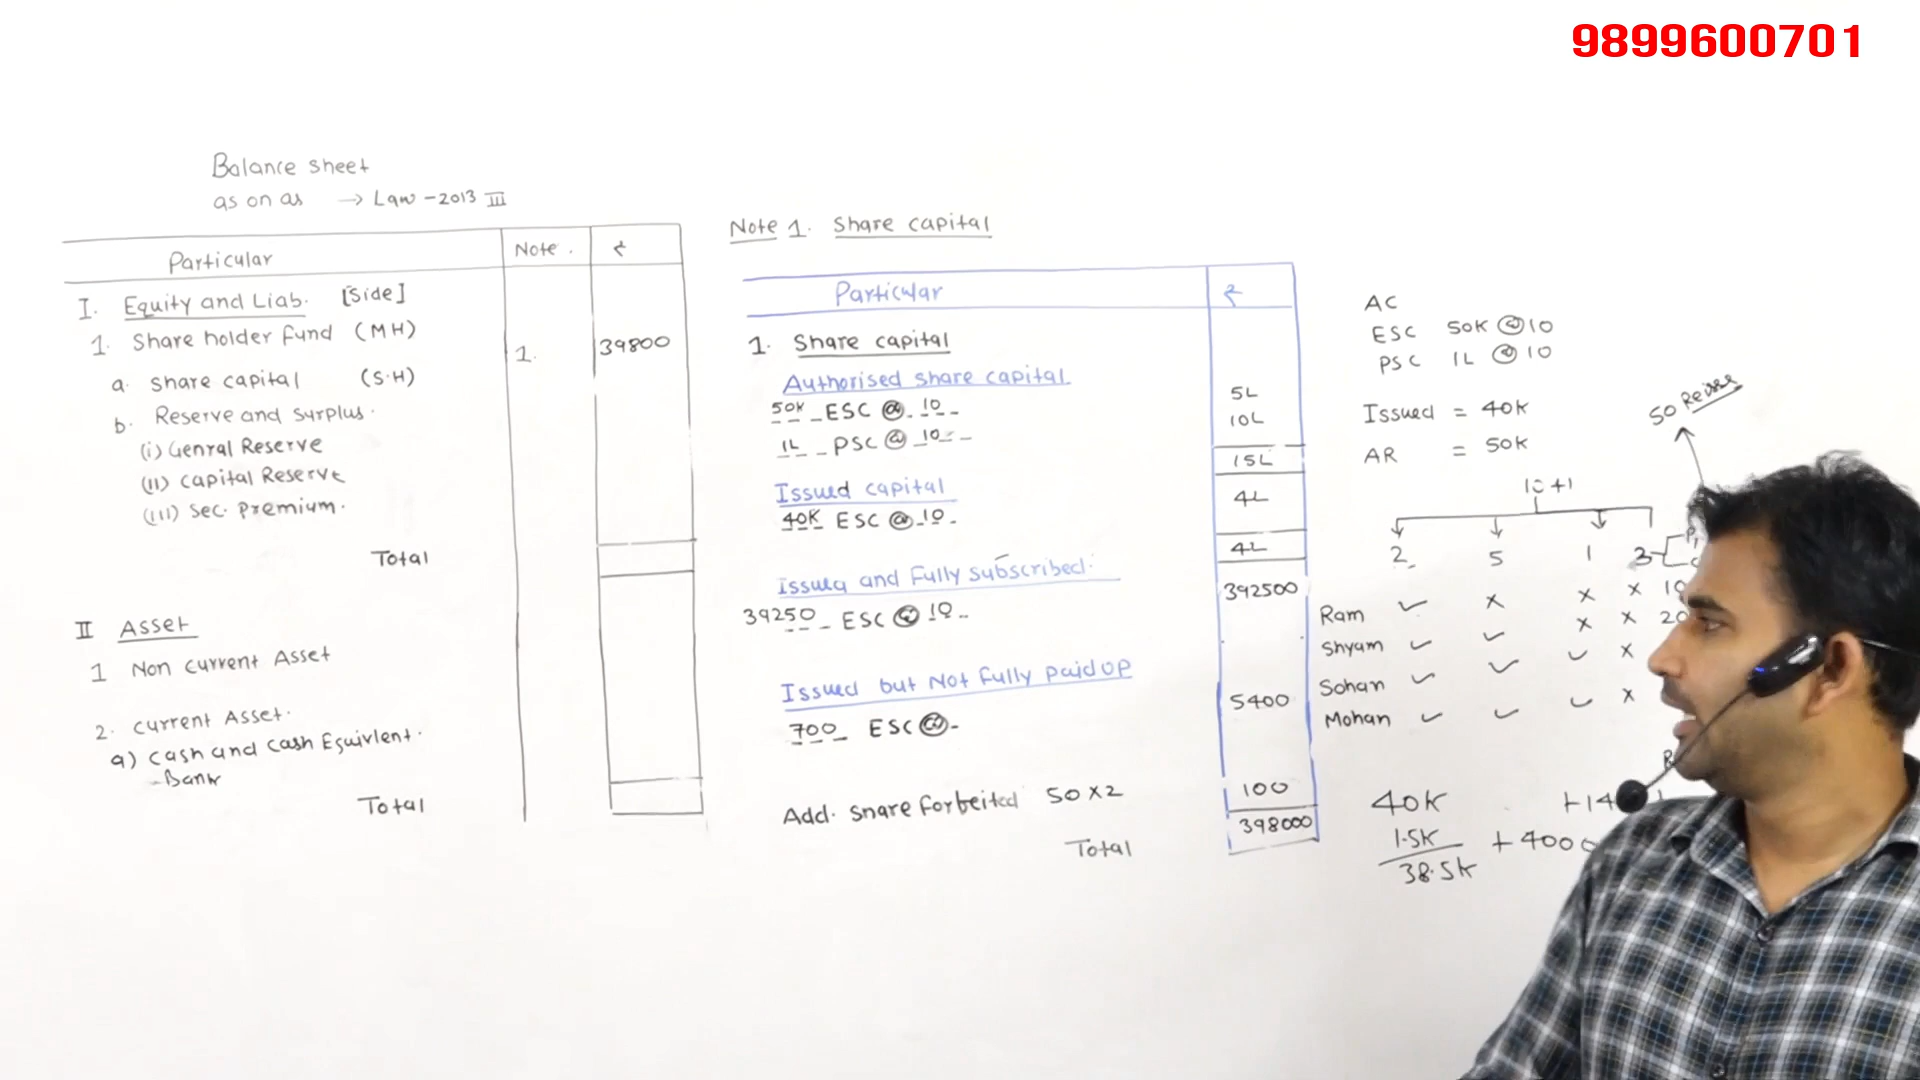 9899600701
Balance sheet
as on as → Law - 2013 III
Particular Note. ₹
I. Equity and Liab. [Side]
1. Share holder fund (MH)
a. Share capital (S.H) 1. 39800
b. Reserve and surplus.
(i) Genral Reserve
(II) Capital Reserve
(III) Sec. Premium.
Total
II Asset
1 Non Current Asset
2. Current Asset.
a) Cash and Cash Equivlent.
- Bank
Total
Note 1. Share capital
Particular ₹
1. Share capital
Authorised share capital
50K ESC @ 10 5L
1L PSC @ 10 10L
15L
Issued capital
40K ESC @ 10 4L
4L
Issued and Fully subscribed.
39250 ESC @ 10 392500
Issued but Not fully paid up
700 ESC @ 5400
Add. Share Forfeited 50 x 2 100
Total 398000
AC
ESC 50K @ 10
PSC 1L @ 10
Issued = 40K
AR = 50K
50 Reisse
10 + 1
2 5 1 3
Ram ✓ x x x
Shyam ✓ ✓ x x
Sohan ✓ ✓ ✓ x
Mohan ✓ ✓ ✓ x
40K
1.5K + 4000
38.5K